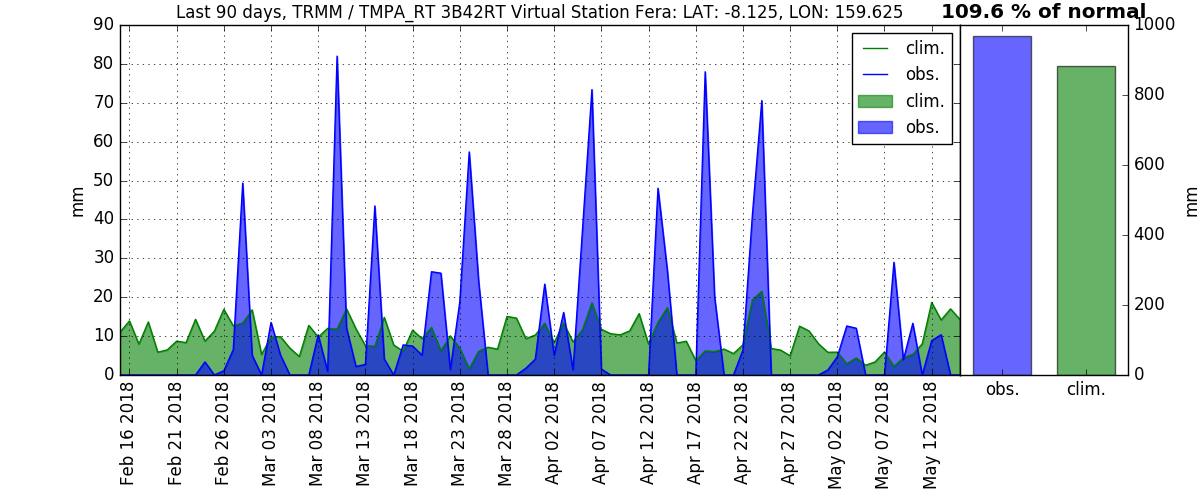 Last 90 days, TRMM / TMPA_RT 3B42RT Virtual Station Fera: LAT: -8.125, LON: 159.625
109.6 % of normal
mm
90
80
70
60
50
40
30
20
10
0
clim.
obs.
clim.
obs.
Feb 16 2018
Feb 21 2018
Feb 26 2018
Mar 03 2018
Mar 08 2018
Mar 13 2018
Mar 18 2018
Mar 23 2018
Mar 28 2018
Apr 02 2018
Apr 07 2018
Apr 12 2018
Apr 17 2018
Apr 22 2018
Apr 27 2018
May 02 2018
May 07 2018
May 12 2018
1000
800
600
400
200
0
mm
obs.
clim.